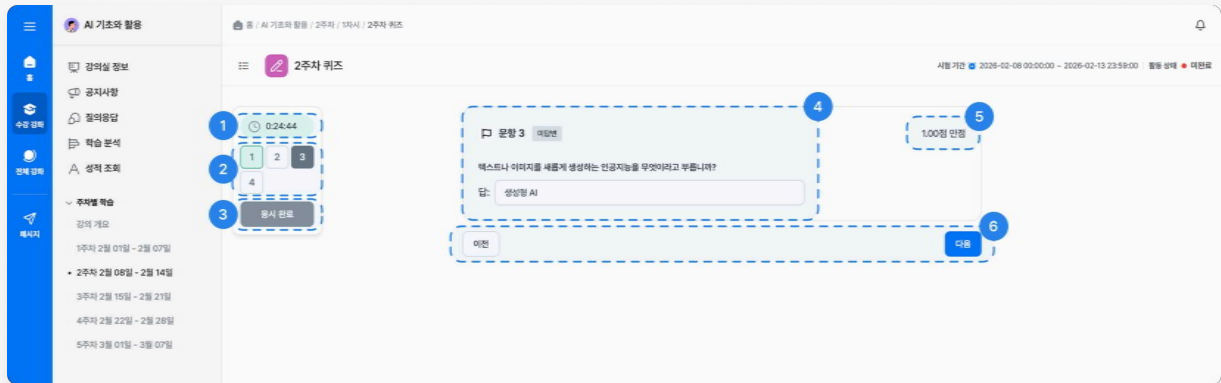 AI 기초와 활용
홈 / AI 기초와 활용 / 2주차 / 1차시 / 2주차 퀴즈
홈
수강 강좌
전체 강좌
메시지
강의실 정보
공지사항
질의응답
학습 분석
성적 조회
주차별 학습
강의 개요
1주차 2월 01일 - 2월 07일
2주차 2월 08일 - 2월 14일
3주차 2월 15일 - 2월 21일
4주차 2월 22일 - 2월 28일
5주차 3월 01일 - 3월 07일
2주차 퀴즈
시험 기간 2026-02-08 00:00:00 ~ 2026-02-13 23:59:00 활동 상태 미완료
1
0:24:44
2
1 2 3
4
3
응시 완료
4
문항 3 미답변
텍스트나 이미지를 새롭게 생성하는 인공지능을 무엇이라고 부릅니까?
답: 생성형 AI
5
1.00점 만점
6
이전
다음